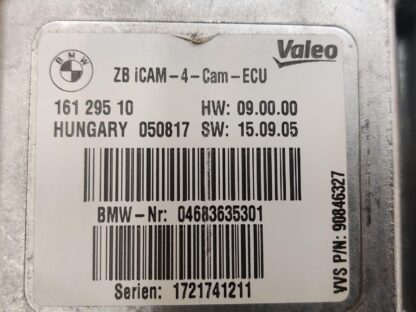 BMW
Valeo
ZB iCAM-4-Cam-ECU
161 295 10 HW: 09.00.00
HUNGARY 050817 SW: 15.09.05
BMW-Nr: 04683635301
Serien: 1721741211
VVS P/N: 90846327